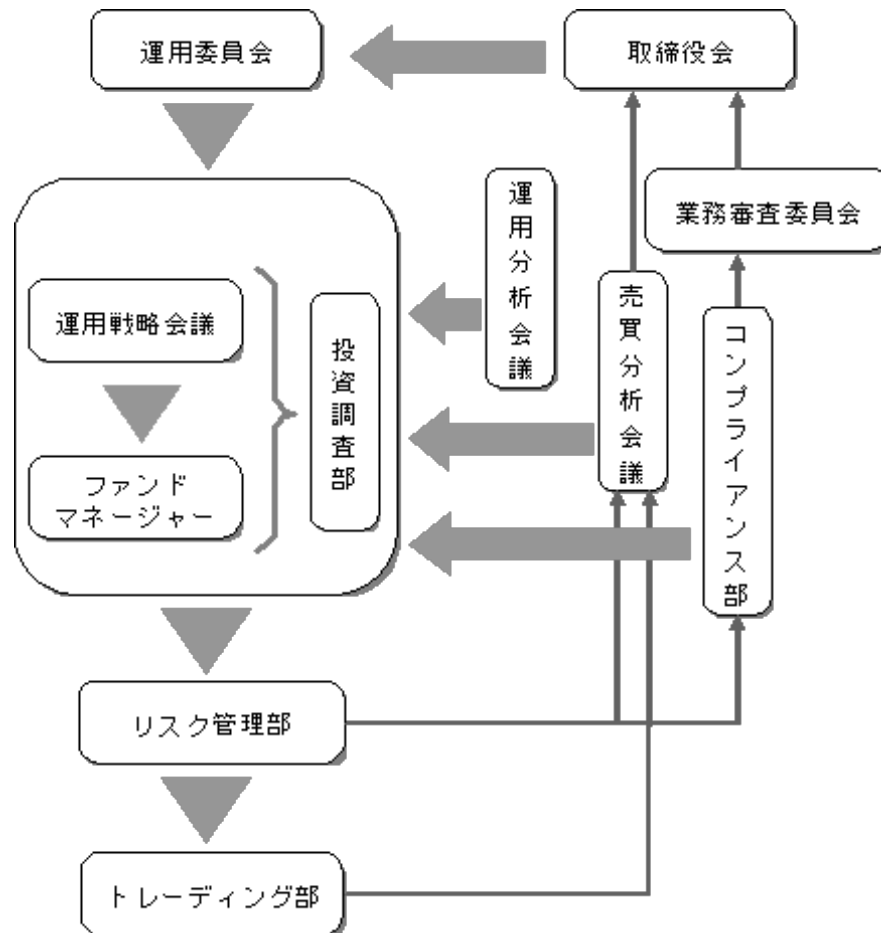 運用委員会
取締役会
運用分析会議
業務審査委員会
運用戦略会議
投資調査部
売買分析会議
コンプライアンス部
ファンド
マネージャー
リスク管理部
トレーディング部